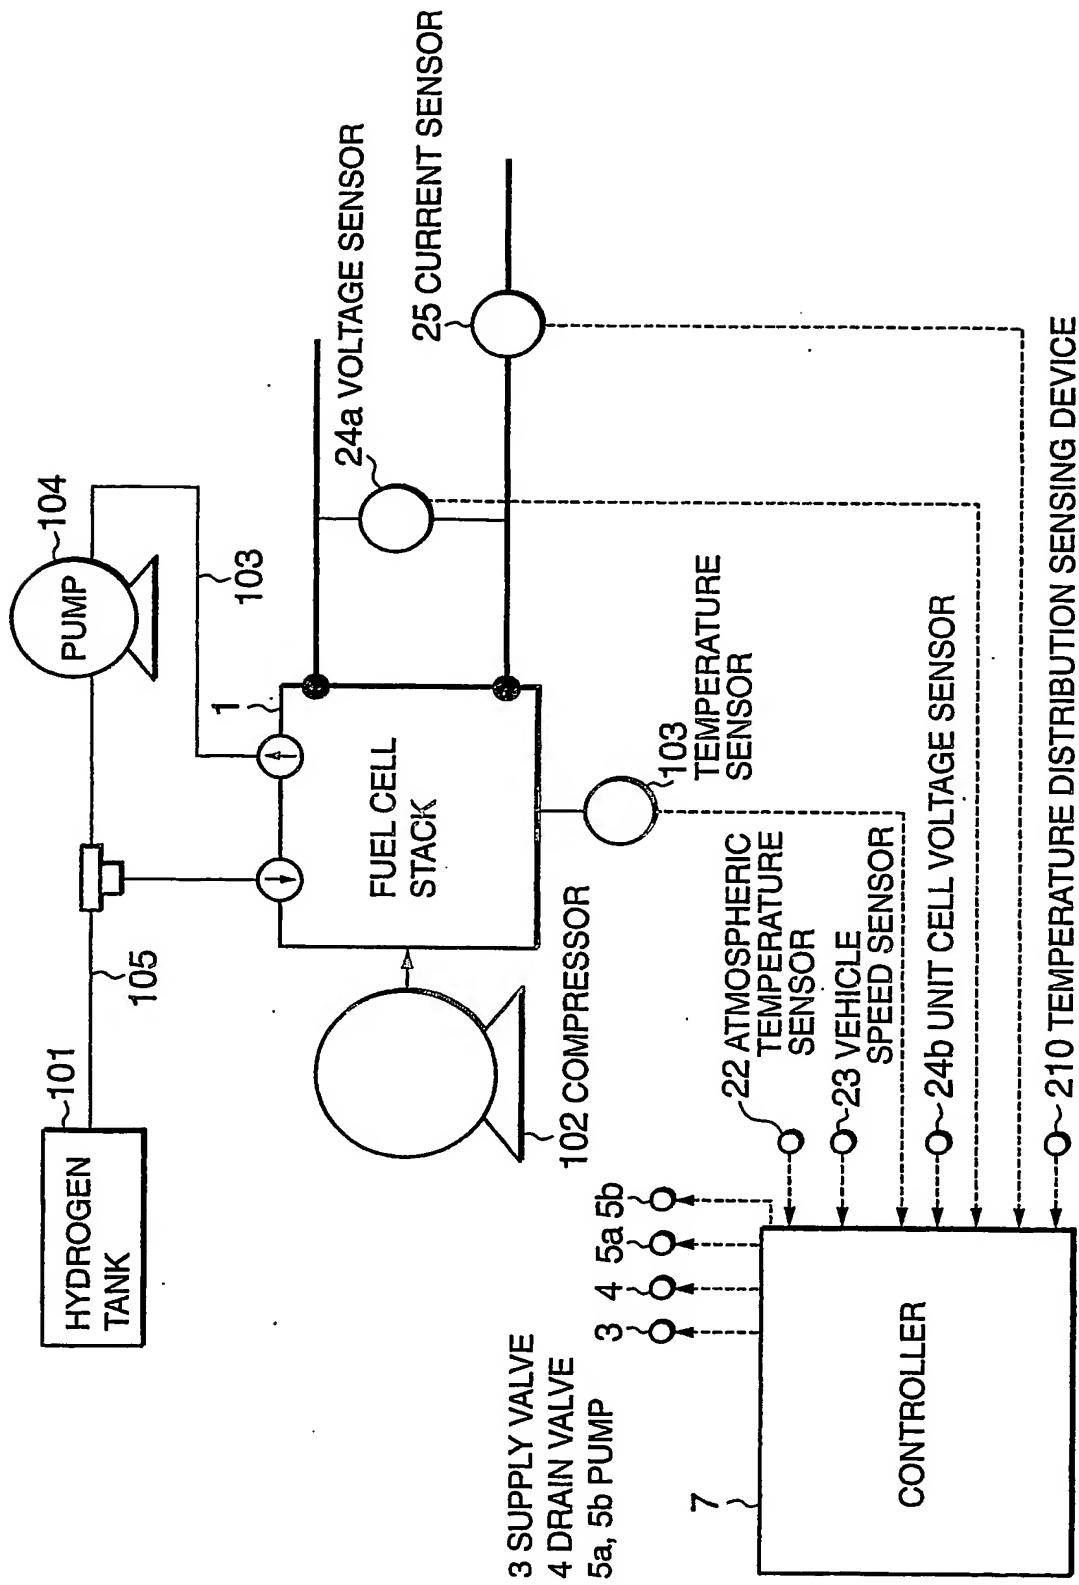 HYDROGEN
TANK
101
105
PUMP
104
103
1
FUEL CELL
STACK
102 COMPRESSOR
24a VOLTAGE SENSOR
25 CURRENT SENSOR
103
TEMPERATURE
SENSOR
22 ATMOSPHERIC
TEMPERATURE
SENSOR
23 VEHICLE
SPEED SENSOR
24b UNIT CELL VOLTAGE SENSOR
210 TEMPERATURE DISTRIBUTION SENSING DEVICE
3 SUPPLY VALVE
4 DRAIN VALVE
5a, 5b PUMP
3
4
5a
5b
7
CONTROLLER